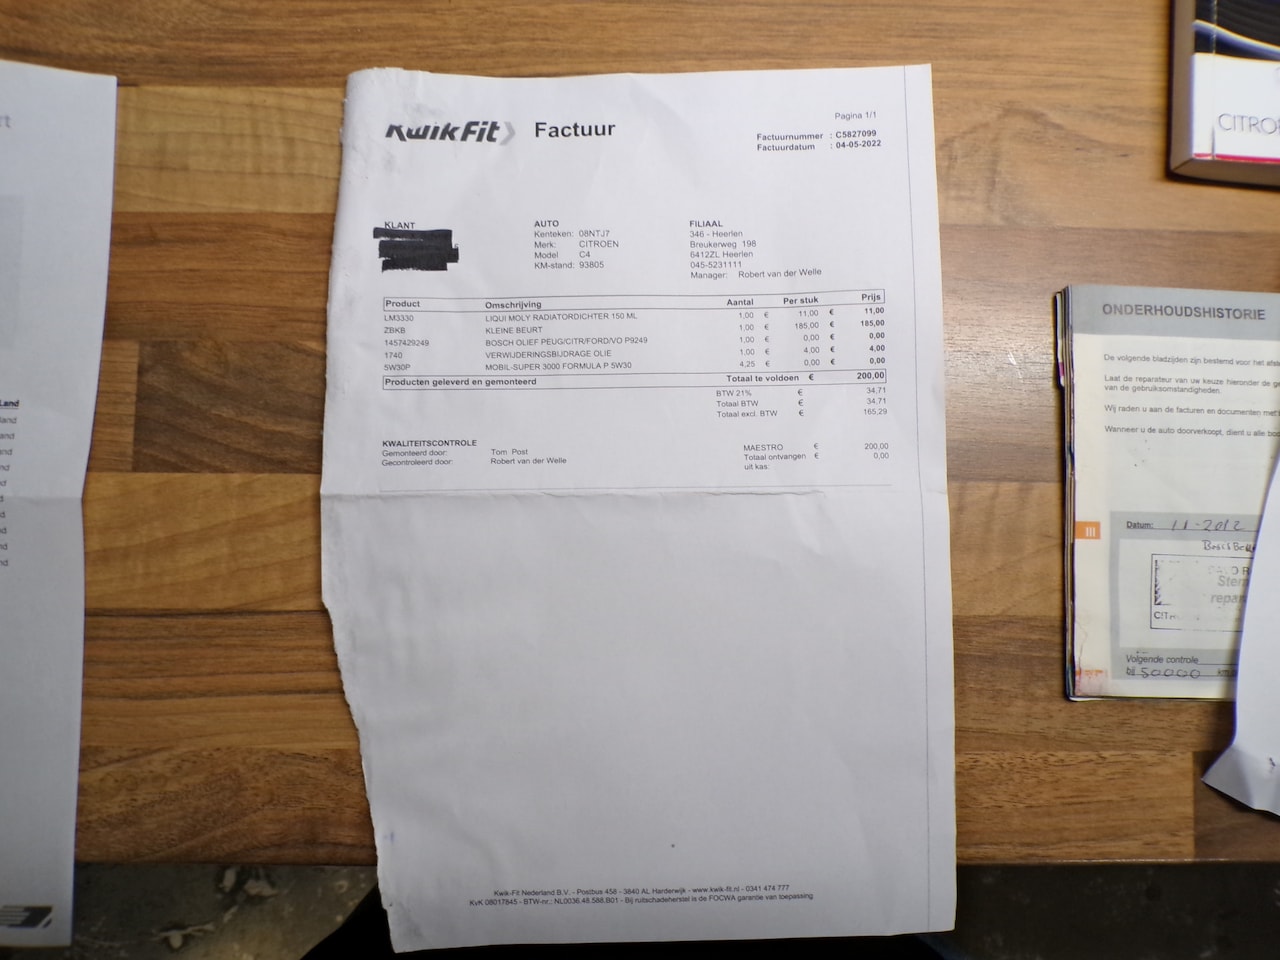 KwikFit Factuur
Pagina 1/1
Factuurnummer : C5827099
Factuurdatum : 04-05-2022
KLANT
AUTO
Kenteken: 08NTJ7
Merk: CITROEN
Model C4
KM-stand: 93805
FILIAAL
346 - Heerlen
Breukerweg 198
6412ZL Heerlen
045-5231111
Manager: Robert van der Welle
Product Omschrijving Aantal Per stuk Prijs
LM3330 LIQUI MOLY RADIATORDICHTER 150 ML 1,00 € 11,00 € 11,00
ZBKB KLEINE BEURT 1,00 € 185,00 € 185,00
1457429249 BOSCH OLIEF PEUG/CITR/FORD/VO P9249 1,00 € 0,00 € 0,00
1740 VERWIJDERINGSBIJDRAGE OLIE 1,00 € 4,00 € 4,00
5W30P MOBIL-SUPER 3000 FORMULA P 5W30 4,25 € 0,00 € 0,00
Producten geleverd en gemonteerd Totaal te voldoen € 200,00
BTW 21% € 34,71
Totaal BTW € 34,71
Totaal excl. BTW € 165,29
KWALITEITSCONTROLE
Gemonteerd door: Tom Post
Gecontroleerd door: Robert van der Welle
MAESTRO € 200,00
Totaal ontvangen € 0,00
uit kas:
Kwik-Fit Nederland B.V. - Postbus 458 - 3840 AL Harderwijk - www.kwik-fit.nl - 0341 474 777
KvK 08017845 - BTW-nr.: NL0036.48.588.B01 - Bij ruitschadeherstel is de FOCWA garantie van toepassing
CITRO
ONDERHOUDSHISTORIE
De volgende bladzijden zijn bestemd voor het
Laat de reparateur van uw keuze hieronder de
van de gebruiksomstandigheden.
Wij raden u aan de facturen en documenten met
Wanneer u de auto doorverkoopt, dient u alle
III
Datum: 11-2012
Volgende controle
bij 50000 km
Land